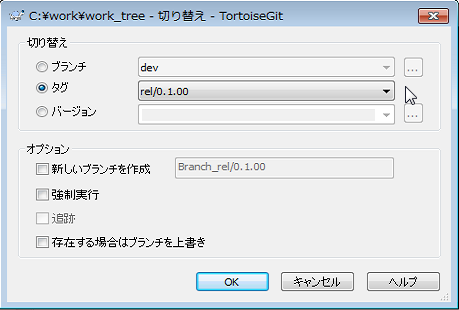 C:¥work¥work_tree - 切り替え - TortoiseGit
切り替え
ブランチ
dev
...
タグ
rel/0.1.00
バージョン
...
オプション
新しいブランチを作成
Branch_rel/0.1.00
強制実行
追跡
存在する場合はブランチを上書き
OK
キャンセル
ヘルプ